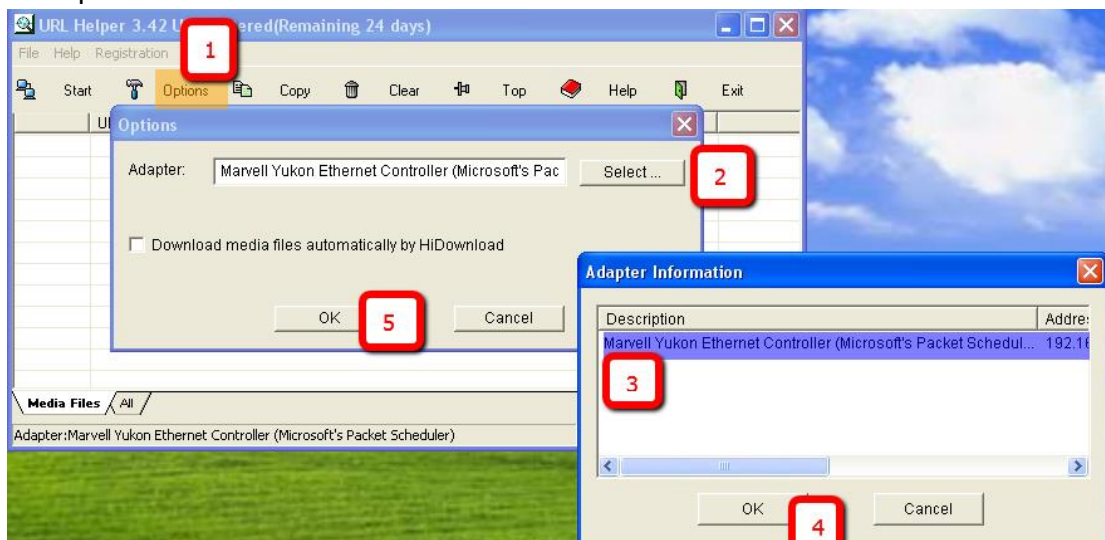 URL Helper 3.42 U ered(Remaining 24 days)
File Help Registration
1
Start Options Copy Clear Top Help Exit
Options
Adapter: Marvell Yukon Ethernet Controller (Microsoft's Pac Select ...
2
Download media files automatically by HiDownload
OK 5 Cancel
Adapter Information
Description Addre
Marvell Yukon Ethernet Controller (Microsoft's Packet Schedul... 192.16
3
OK 4 Cancel
Media Files All
Adapter:Marvell Yukon Ethernet Controller (Microsoft's Packet Scheduler)